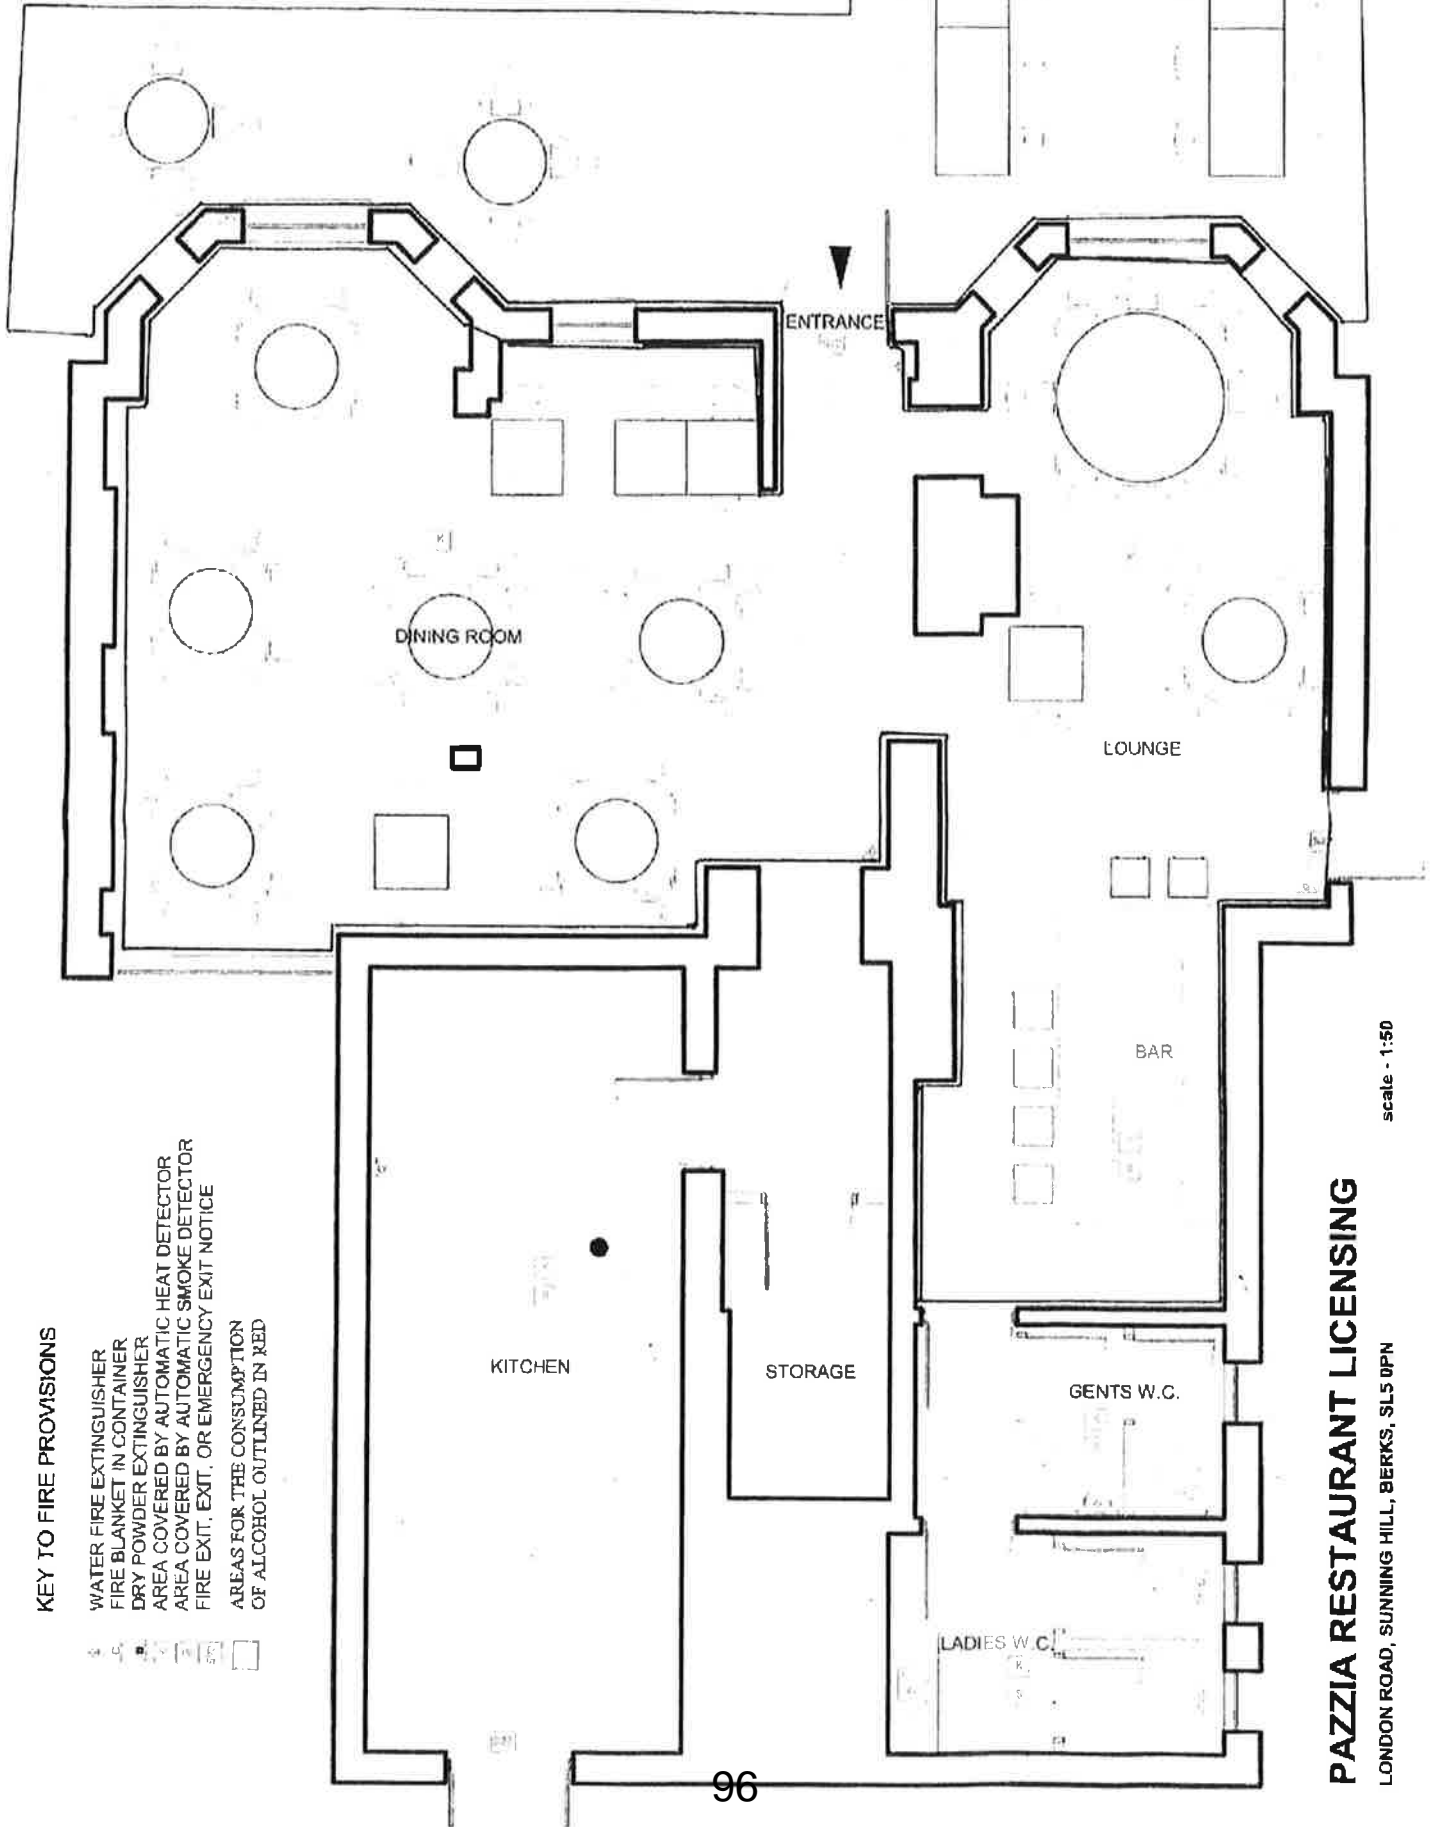 ENTRANCE
DINING ROOM
LOUNGE
BAR
KITCHEN
STORAGE
GENTS W.C.
LADIES W.C.
KEY TO FIRE PROVISIONS
WATER FIRE EXTINGUISHER
FIRE BLANKET IN CONTAINER
DRY POWDER EXTINGUISHER
AREA COVERED BY AUTOMATIC HEAT DETECTOR
AREA COVERED BY AUTOMATIC SMOKE DETECTOR
FIRE EXIT, EXIT, OR EMERGENCY EXIT NOTICE
AREAS FOR THE CONSUMPTION
OF ALCOHOL OUTLINED IN RED
PAZZIA RESTAURANT LICENSING
LONDON ROAD, SUNNING HILL, BERKS, SL5 0PN
scale - 1:50
96